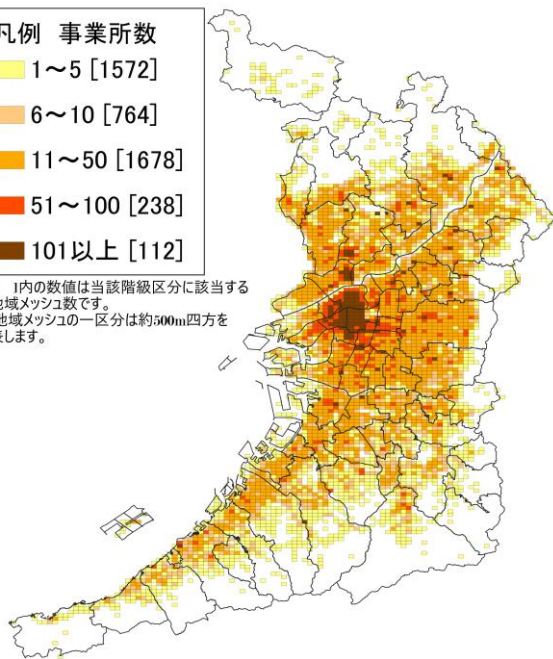 凡例 事業所数
1～5 [1572]
6～10 [764]
11～50 [1678]
51～100 [238]
101以上 [112]
]内の数値は当該階級区分に該当する
地域メッシュ数です。
地域メッシュの一区分は約500m四方を
表します。